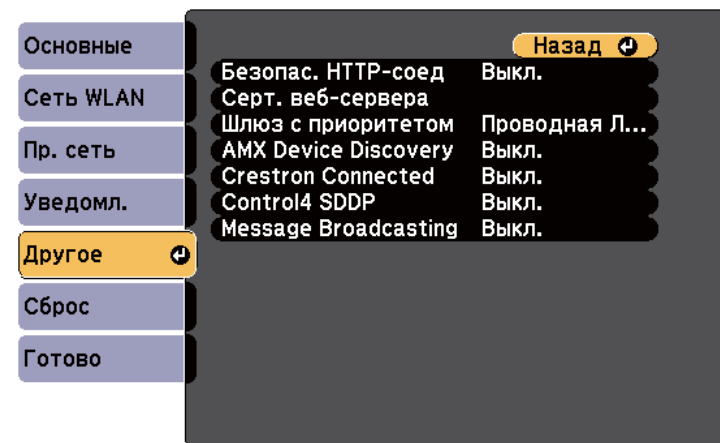 Основные
Сеть WLAN
Пр. сеть
Уведомл.
Другое
Сброс
Готово
Назад
Безопас. HTTP-соед Выкл.
Серт. веб-сервера
Шлюз с приоритетом Проводная Л...
AMX Device Discovery Выкл.
Crestron Connected Выкл.
Control4 SDDP Выкл.
Message Broadcasting Выкл.